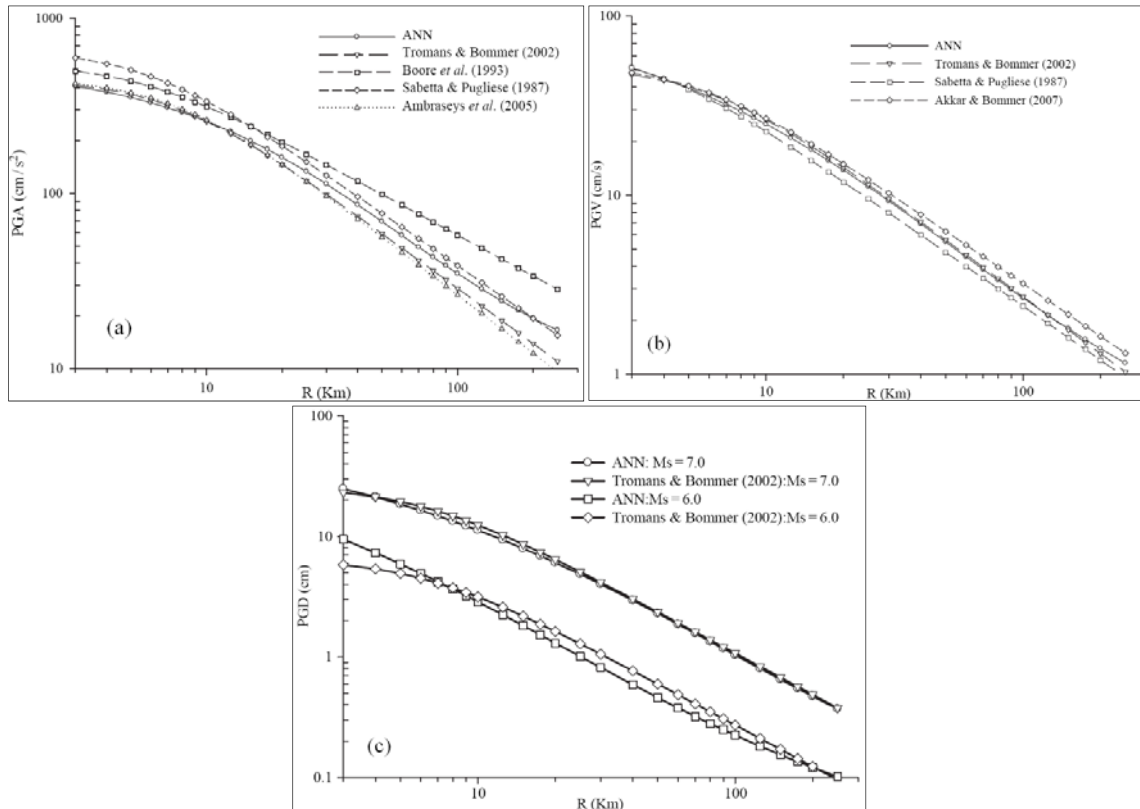 1000
100
10
PGA (cm / s²)
ANN
Tromans & Bommer (2002)
Boore et al. (1993)
Sabetta & Pugliese (1987)
Ambraseys et al. (2005)
(a)
10
100
R (Km)
100
10
1
PGV (cm/s)
ANN
Tromans & Bommer (2002)
Sabetta & Pugliese (1987)
Akkar & Bommer (2007)
(b)
10
100
R (Km)
100
10
1
0.1
PGD (cm)
ANN: Ms = 7.0
Tromans & Bommer (2002):Ms = 7.0
ANN:Ms = 6.0
Tromans & Bommer (2002):Ms = 6.0
(c)
10
100
R (Km)